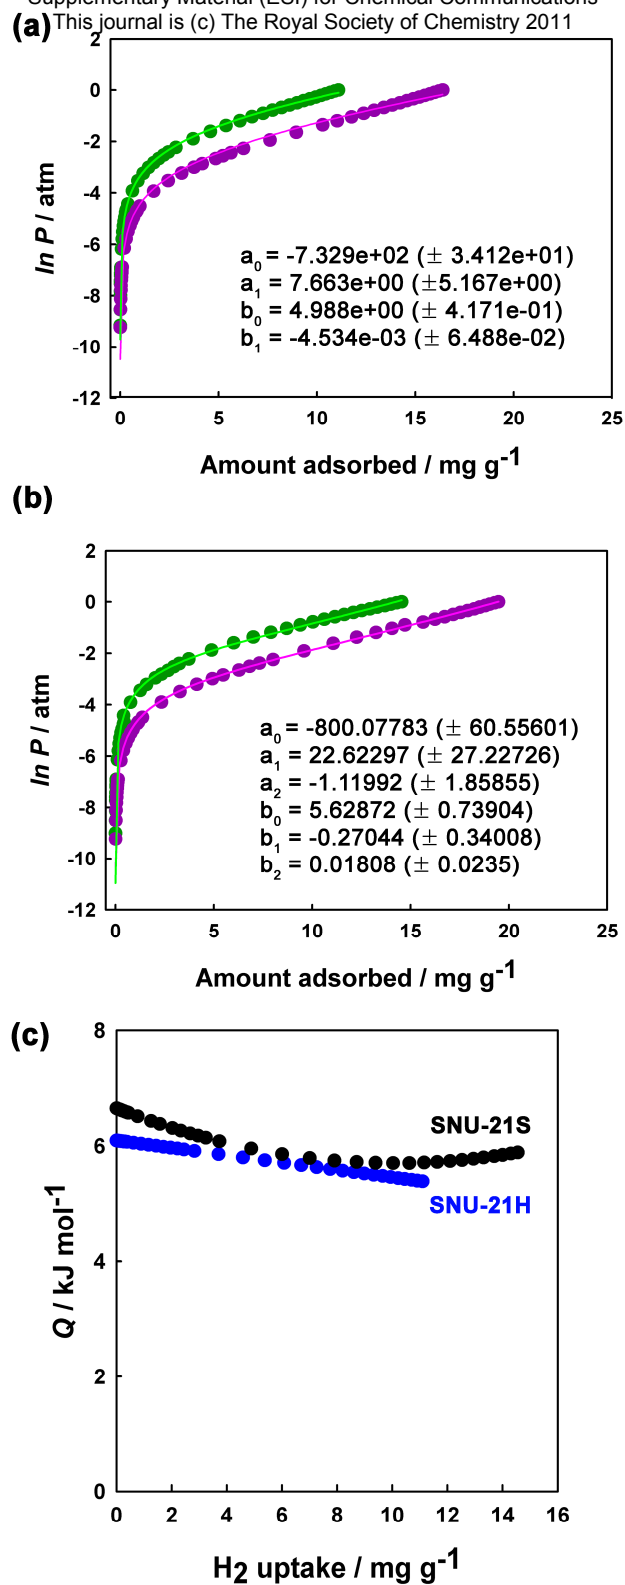 Supplementary Material (ESI) for Chemical Communications
This journal is (c) The Royal Society of Chemistry 2011
(a)
2
0
-2
-4
-6
-8
-10
-12
ln P / atm
a0 = -7.329e+02 (± 3.412e+01)
a1 = 7.663e+00 (±5.167e+00)
b0 = 4.988e+00 (± 4.171e-01)
b1 = -4.534e-03 (± 6.488e-02)
0 5 10 15 20 25
Amount adsorbed / mg g-1
(b)
2
0
-2
-4
-6
-8
-10
-12
ln P / atm
a0 = -800.07783 (± 60.55601)
a1 = 22.62297 (± 27.22726)
a2 = -1.11992 (± 1.85855)
b0 = 5.62872 (± 0.73904)
b1 = -0.27044 (± 0.34008)
b2 = 0.01808 (± 0.0235)
0 5 10 15 20 25
Amount adsorbed / mg g-1
(c)
8
6
4
2
0
Q / kJ mol-1
SNU-21S
SNU-21H
0 2 4 6 8 10 12 14 16
H2 uptake / mg g-1